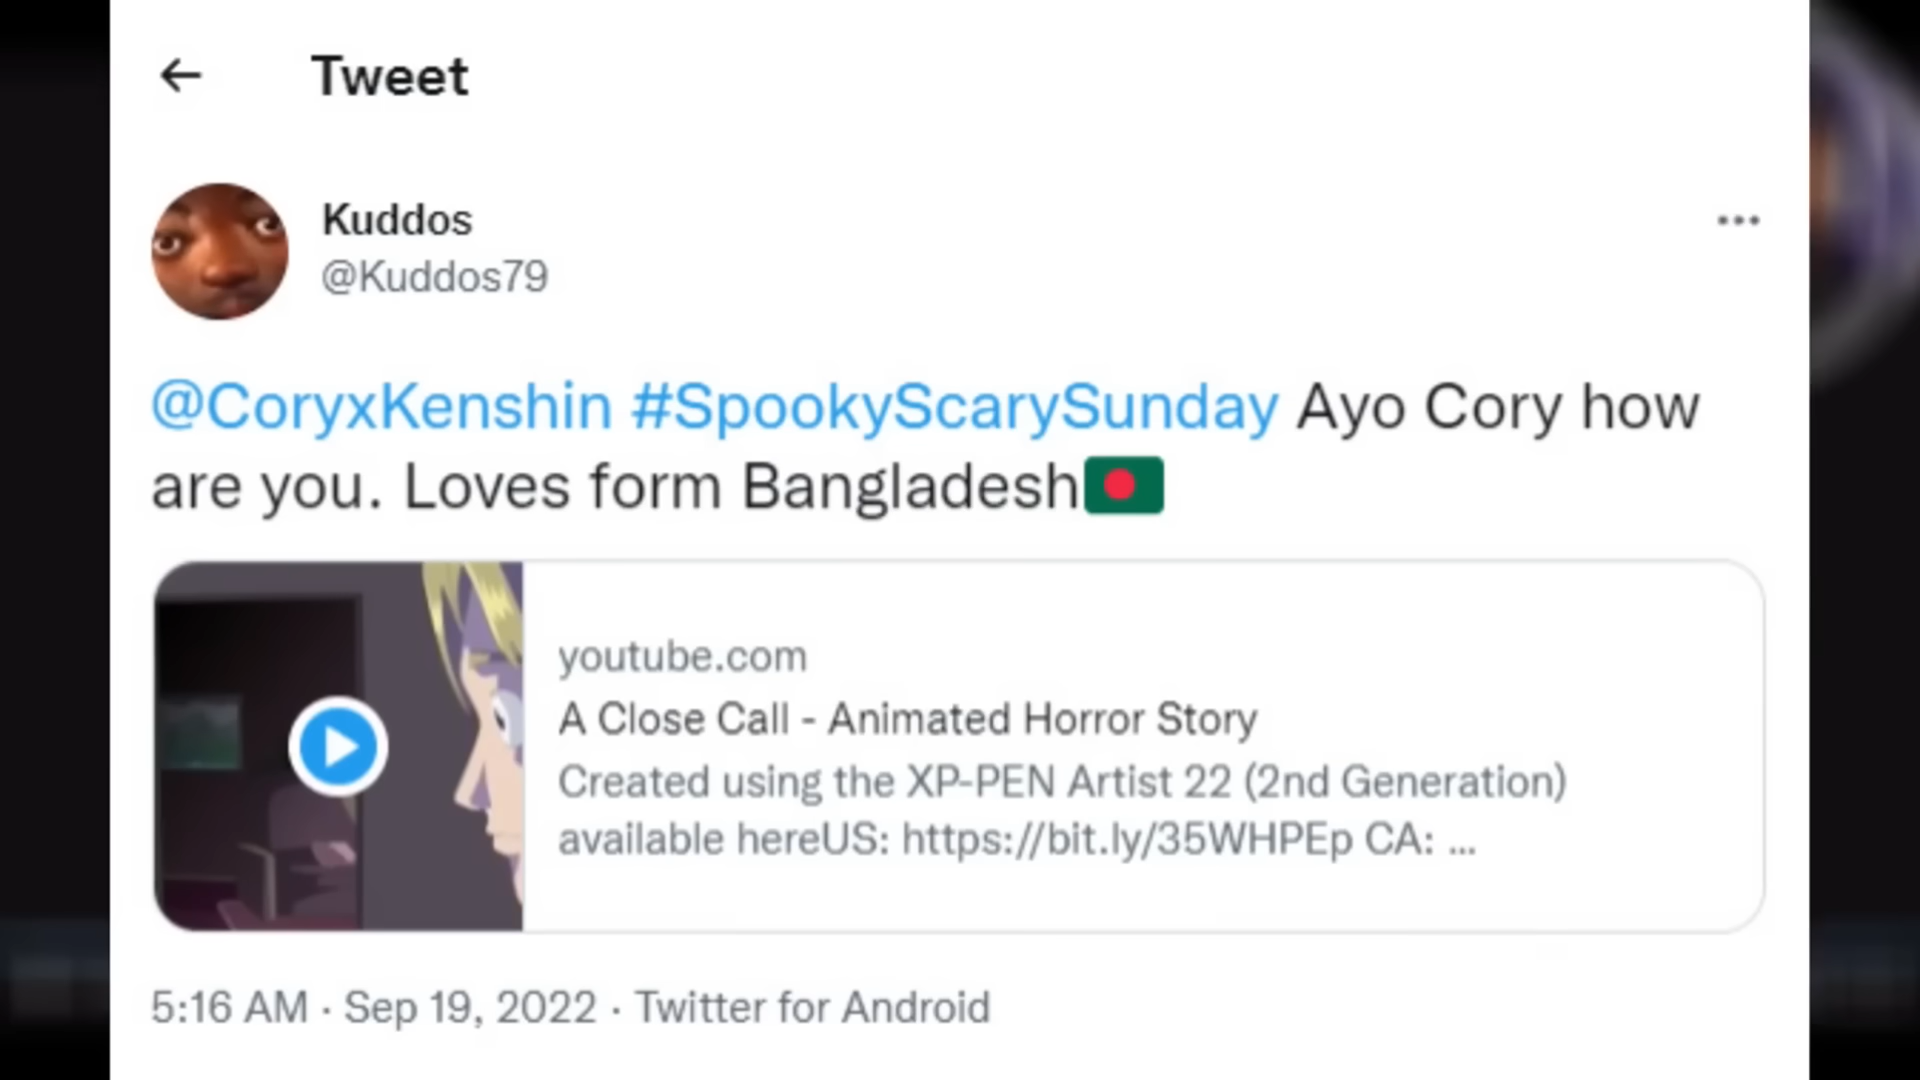 Tweet
Kuddos
@Kuddos79
@CoryxKenshin #SpookyScarySunday Ayo Cory how
are you. Loves form Bangladesh🇧🇩
youtube.com
A Close Call - Animated Horror Story
Created using the XP-PEN Artist 22 (2nd Generation)
available hereUS: https://bit.ly/35WHPEp CA: ...
5:16 AM · Sep 19, 2022 · Twitter for Android